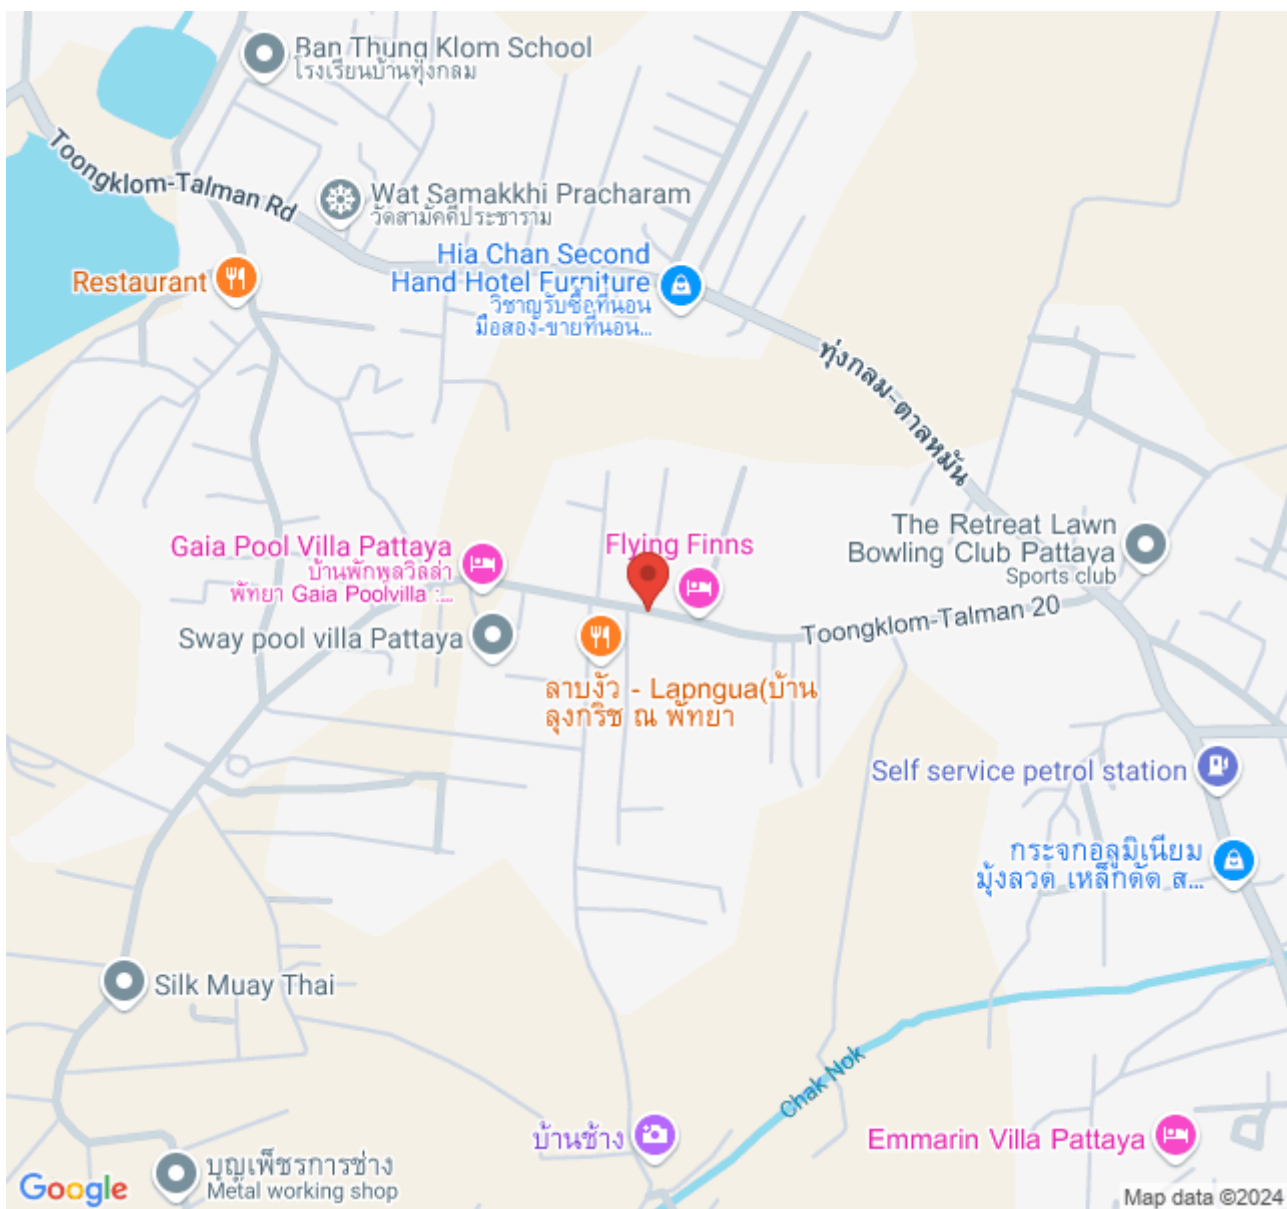 Ban Thung Klom School
โรงเรียนบ้านทุ่งกลม
Toongklom-Talman Rd
Wat Samakkhi Pracharam
วัดสามัคคีประชาราม
Hia Chan Second
Hand Hotel Furniture
วิชาญรับซื้อที่นอน
มือสอง-ขายที่นอน...
Restaurant
ทุ่งกลม-ตาลหมัน
The Retreat Lawn
Bowling Club Pattaya
Sports club
Gaia Pool Villa Pattaya
บ้านพักพูลวิลล่า
พัทยา Gaia Poolvilla :...
Flying Finns
Toongklom-Talman 20
Sway pool villa Pattaya
ลาบงัว - Lapngua(บ้าน
ลุงกริช ณ พัทยา
Self service petrol station
กระจกอลูมิเนียม
มุ้งลวด เหล็กดัด ส...
Silk Muay Thai
Chak Nok
บ้านช้าง
Emmarin Villa Pattaya
บุญเพ็ชรการช่าง
Metal working shop
Google
Map data ©2024